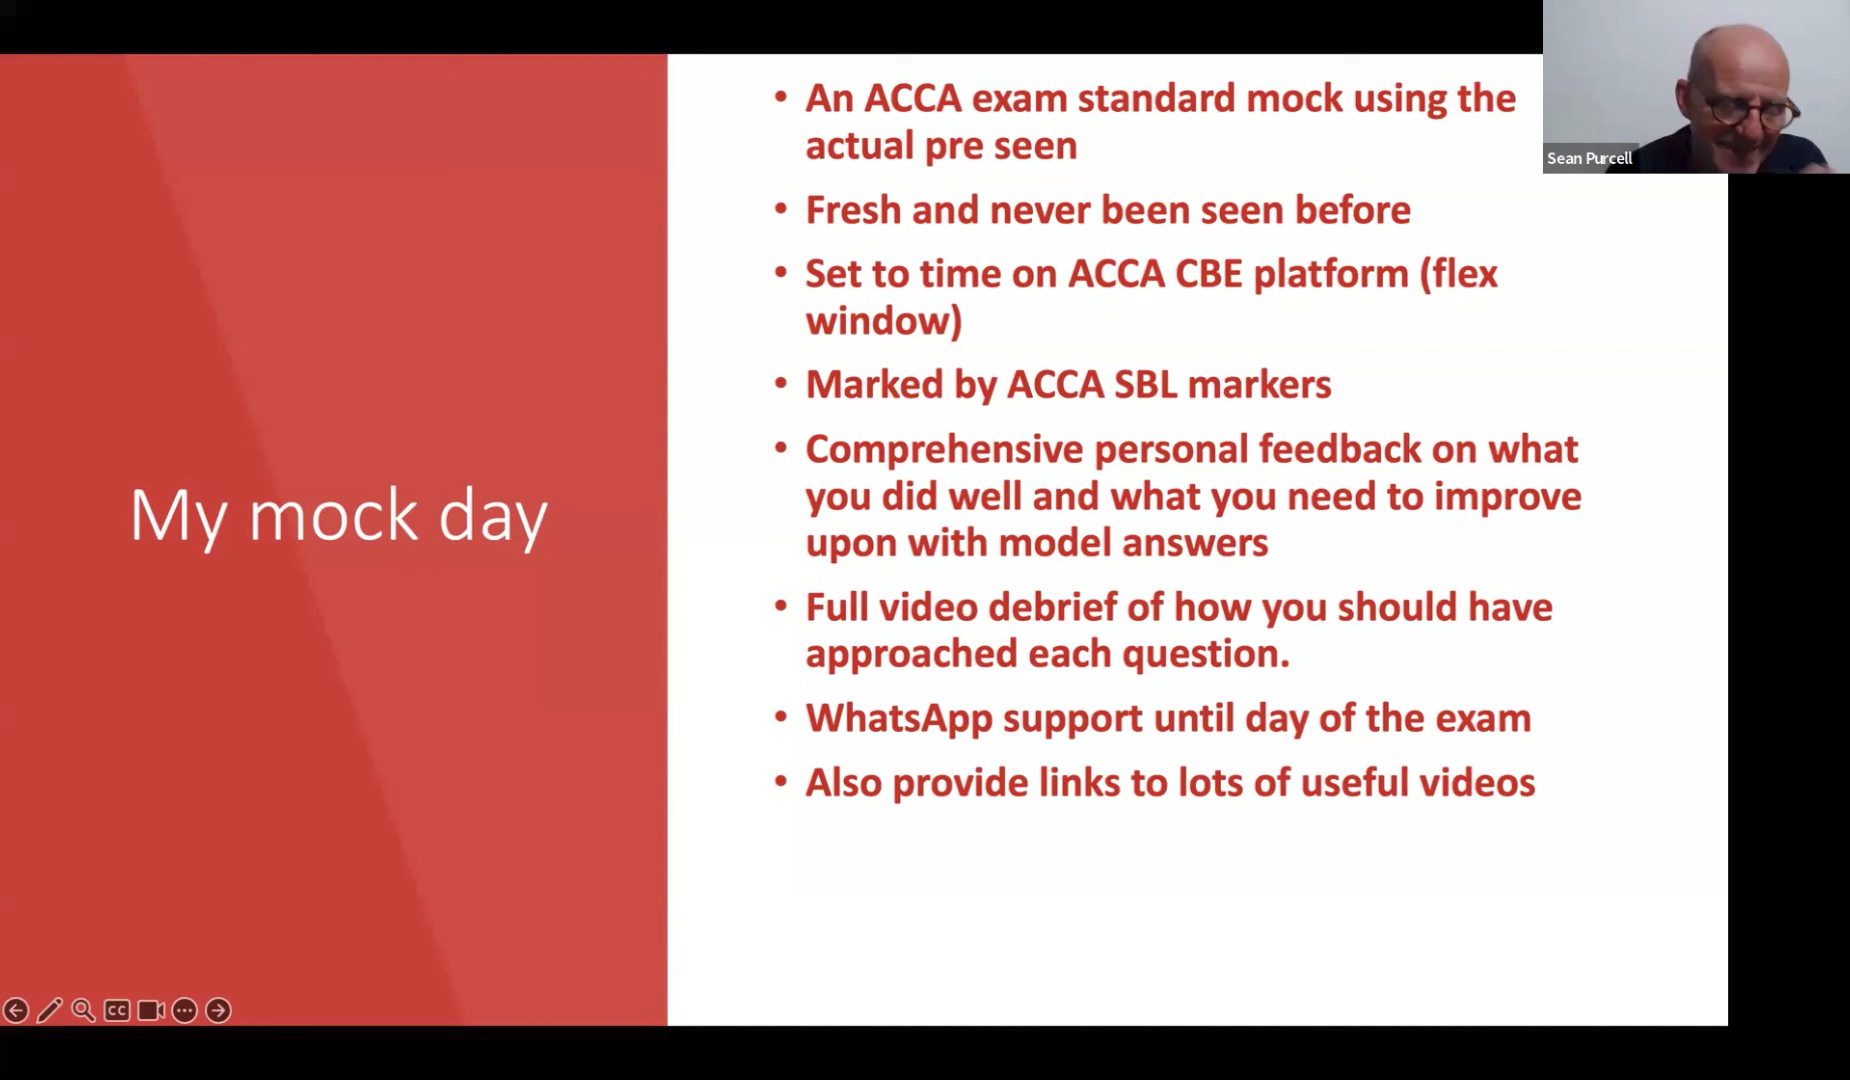 My mock day
• An ACCA exam standard mock using the
actual pre seen
• Fresh and never been seen before
• Set to time on ACCA CBE platform (flex
window)
• Marked by ACCA SBL markers
• Comprehensive personal feedback on what
you did well and what you need to improve
upon with model answers
• Full video debrief of how you should have
approached each question.
• WhatsApp support until day of the exam
• Also provide links to lots of useful videos
Sean Purcell
CC